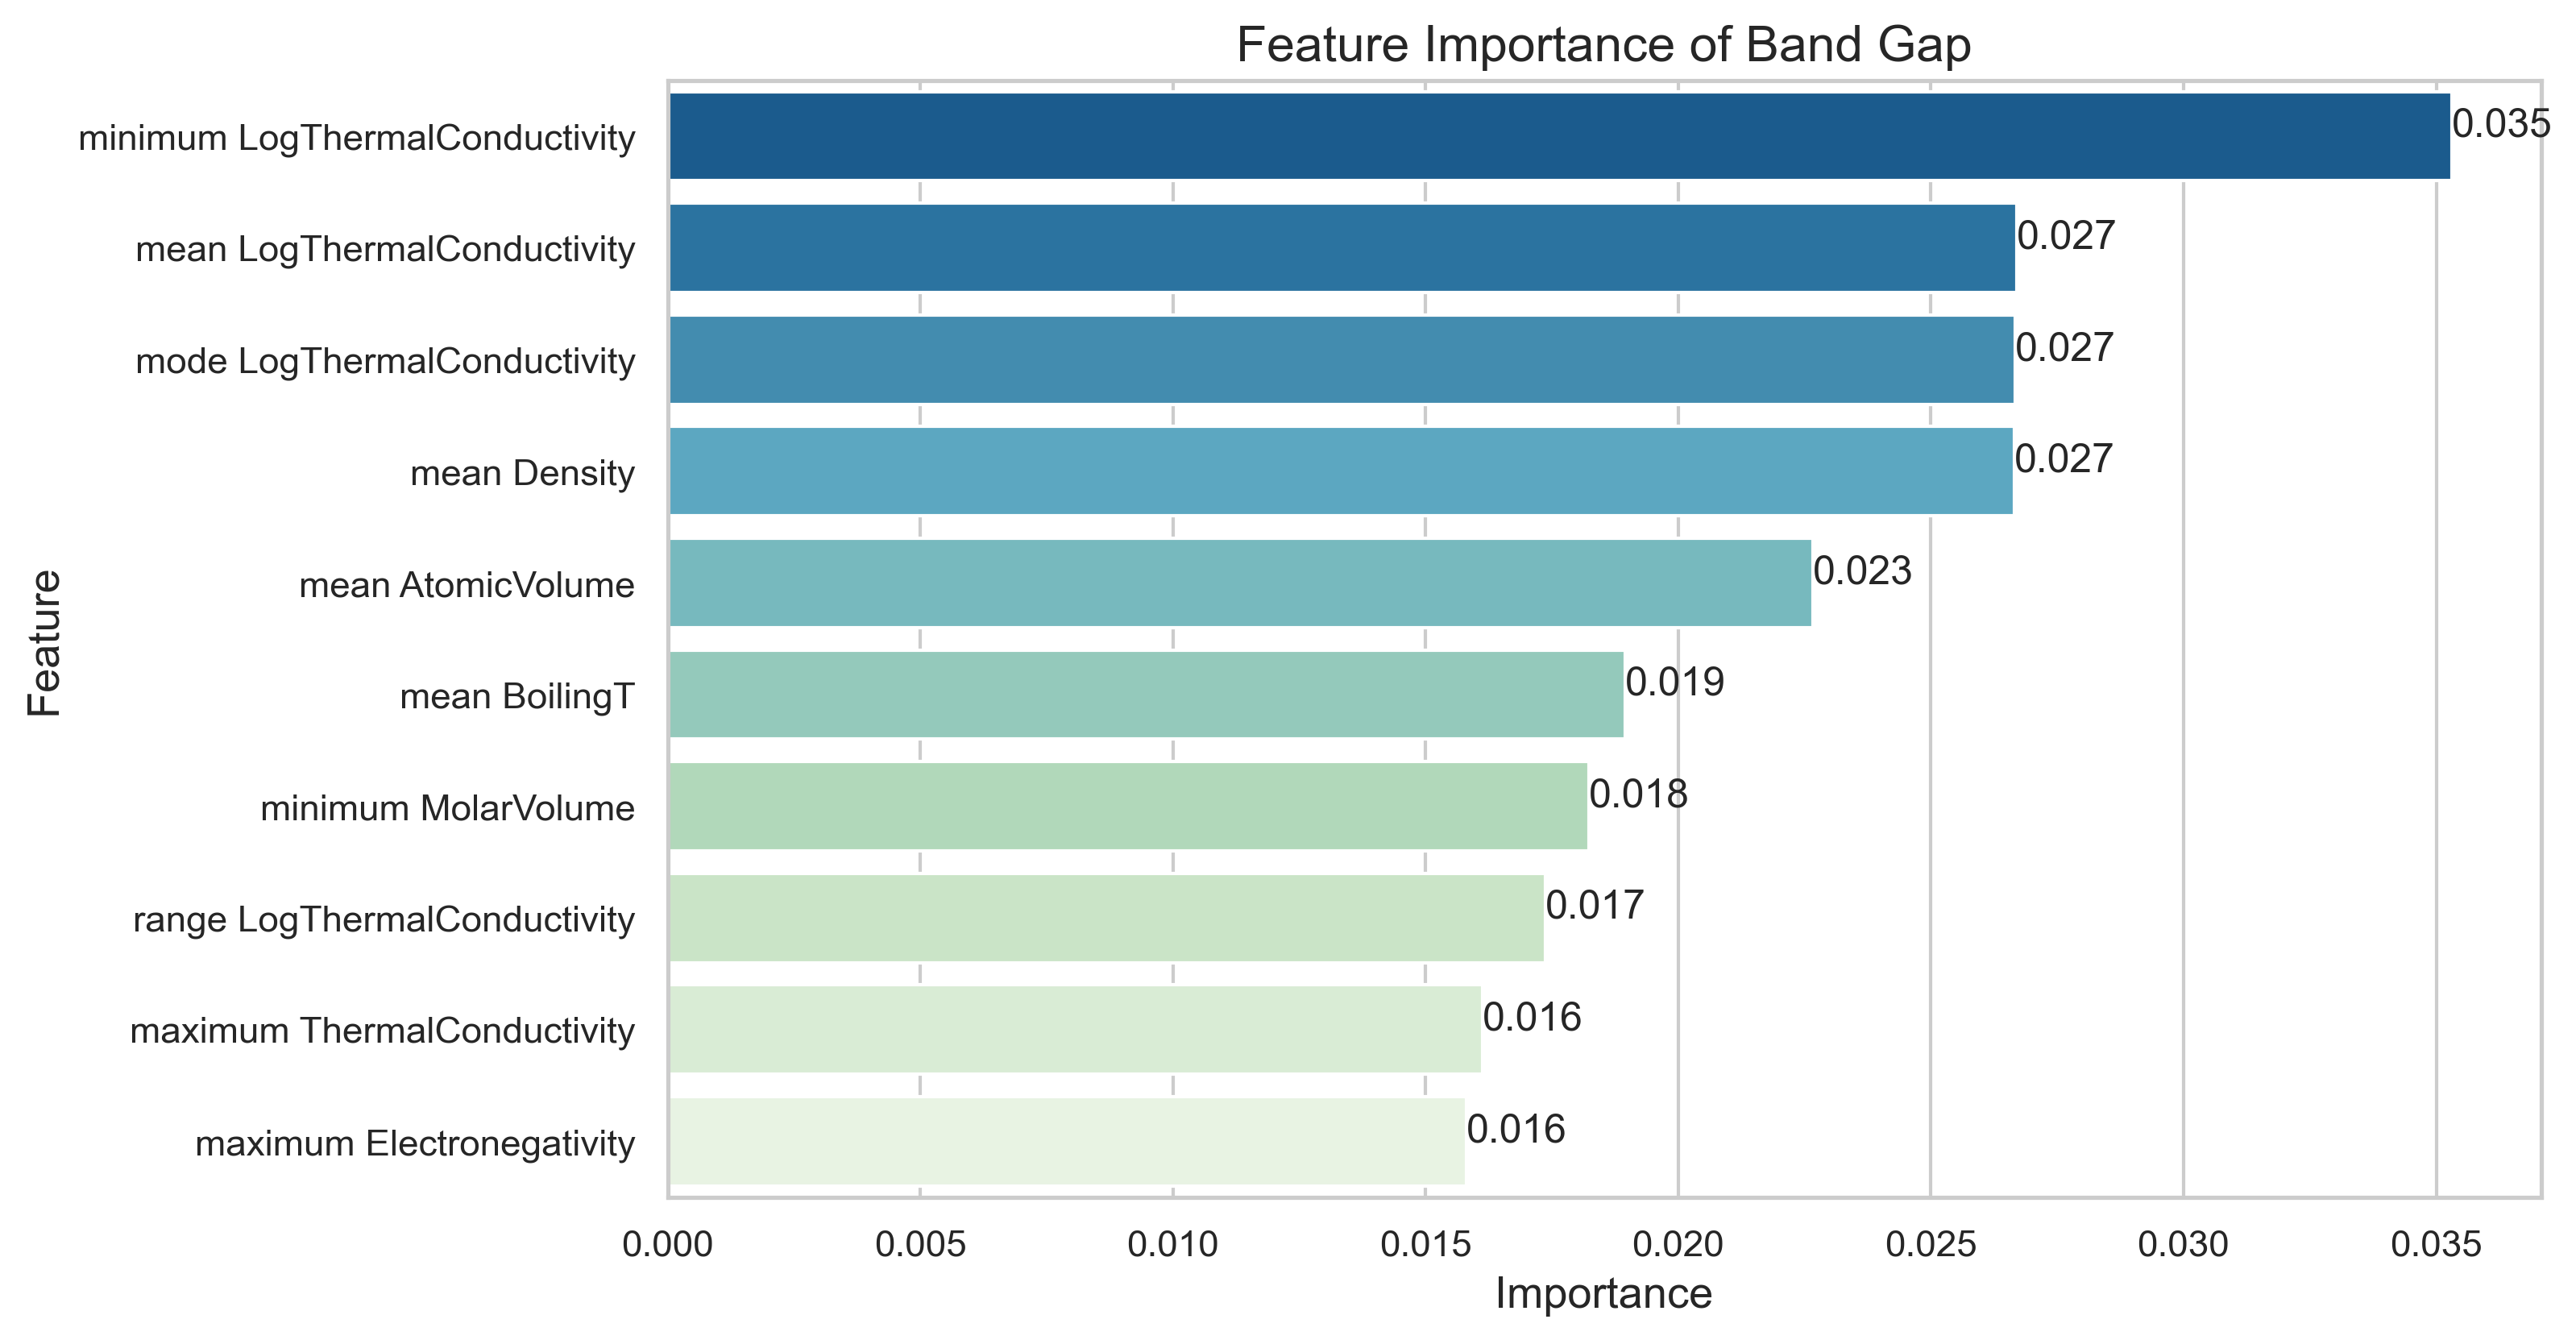 Feature Importance of Band Gap
minimum LogThermalConductivity
0.035
mean LogThermalConductivity
0.027
mode LogThermalConductivity
0.027
mean Density
0.027
mean AtomicVolume
0.023
mean BoilingT
0.019
minimum MolarVolume
0.018
range LogThermalConductivity
0.017
maximum ThermalConductivity
0.016
maximum Electronegativity
0.016
Feature
0.000 0.005 0.010 0.015 0.020 0.025 0.030 0.035
Importance